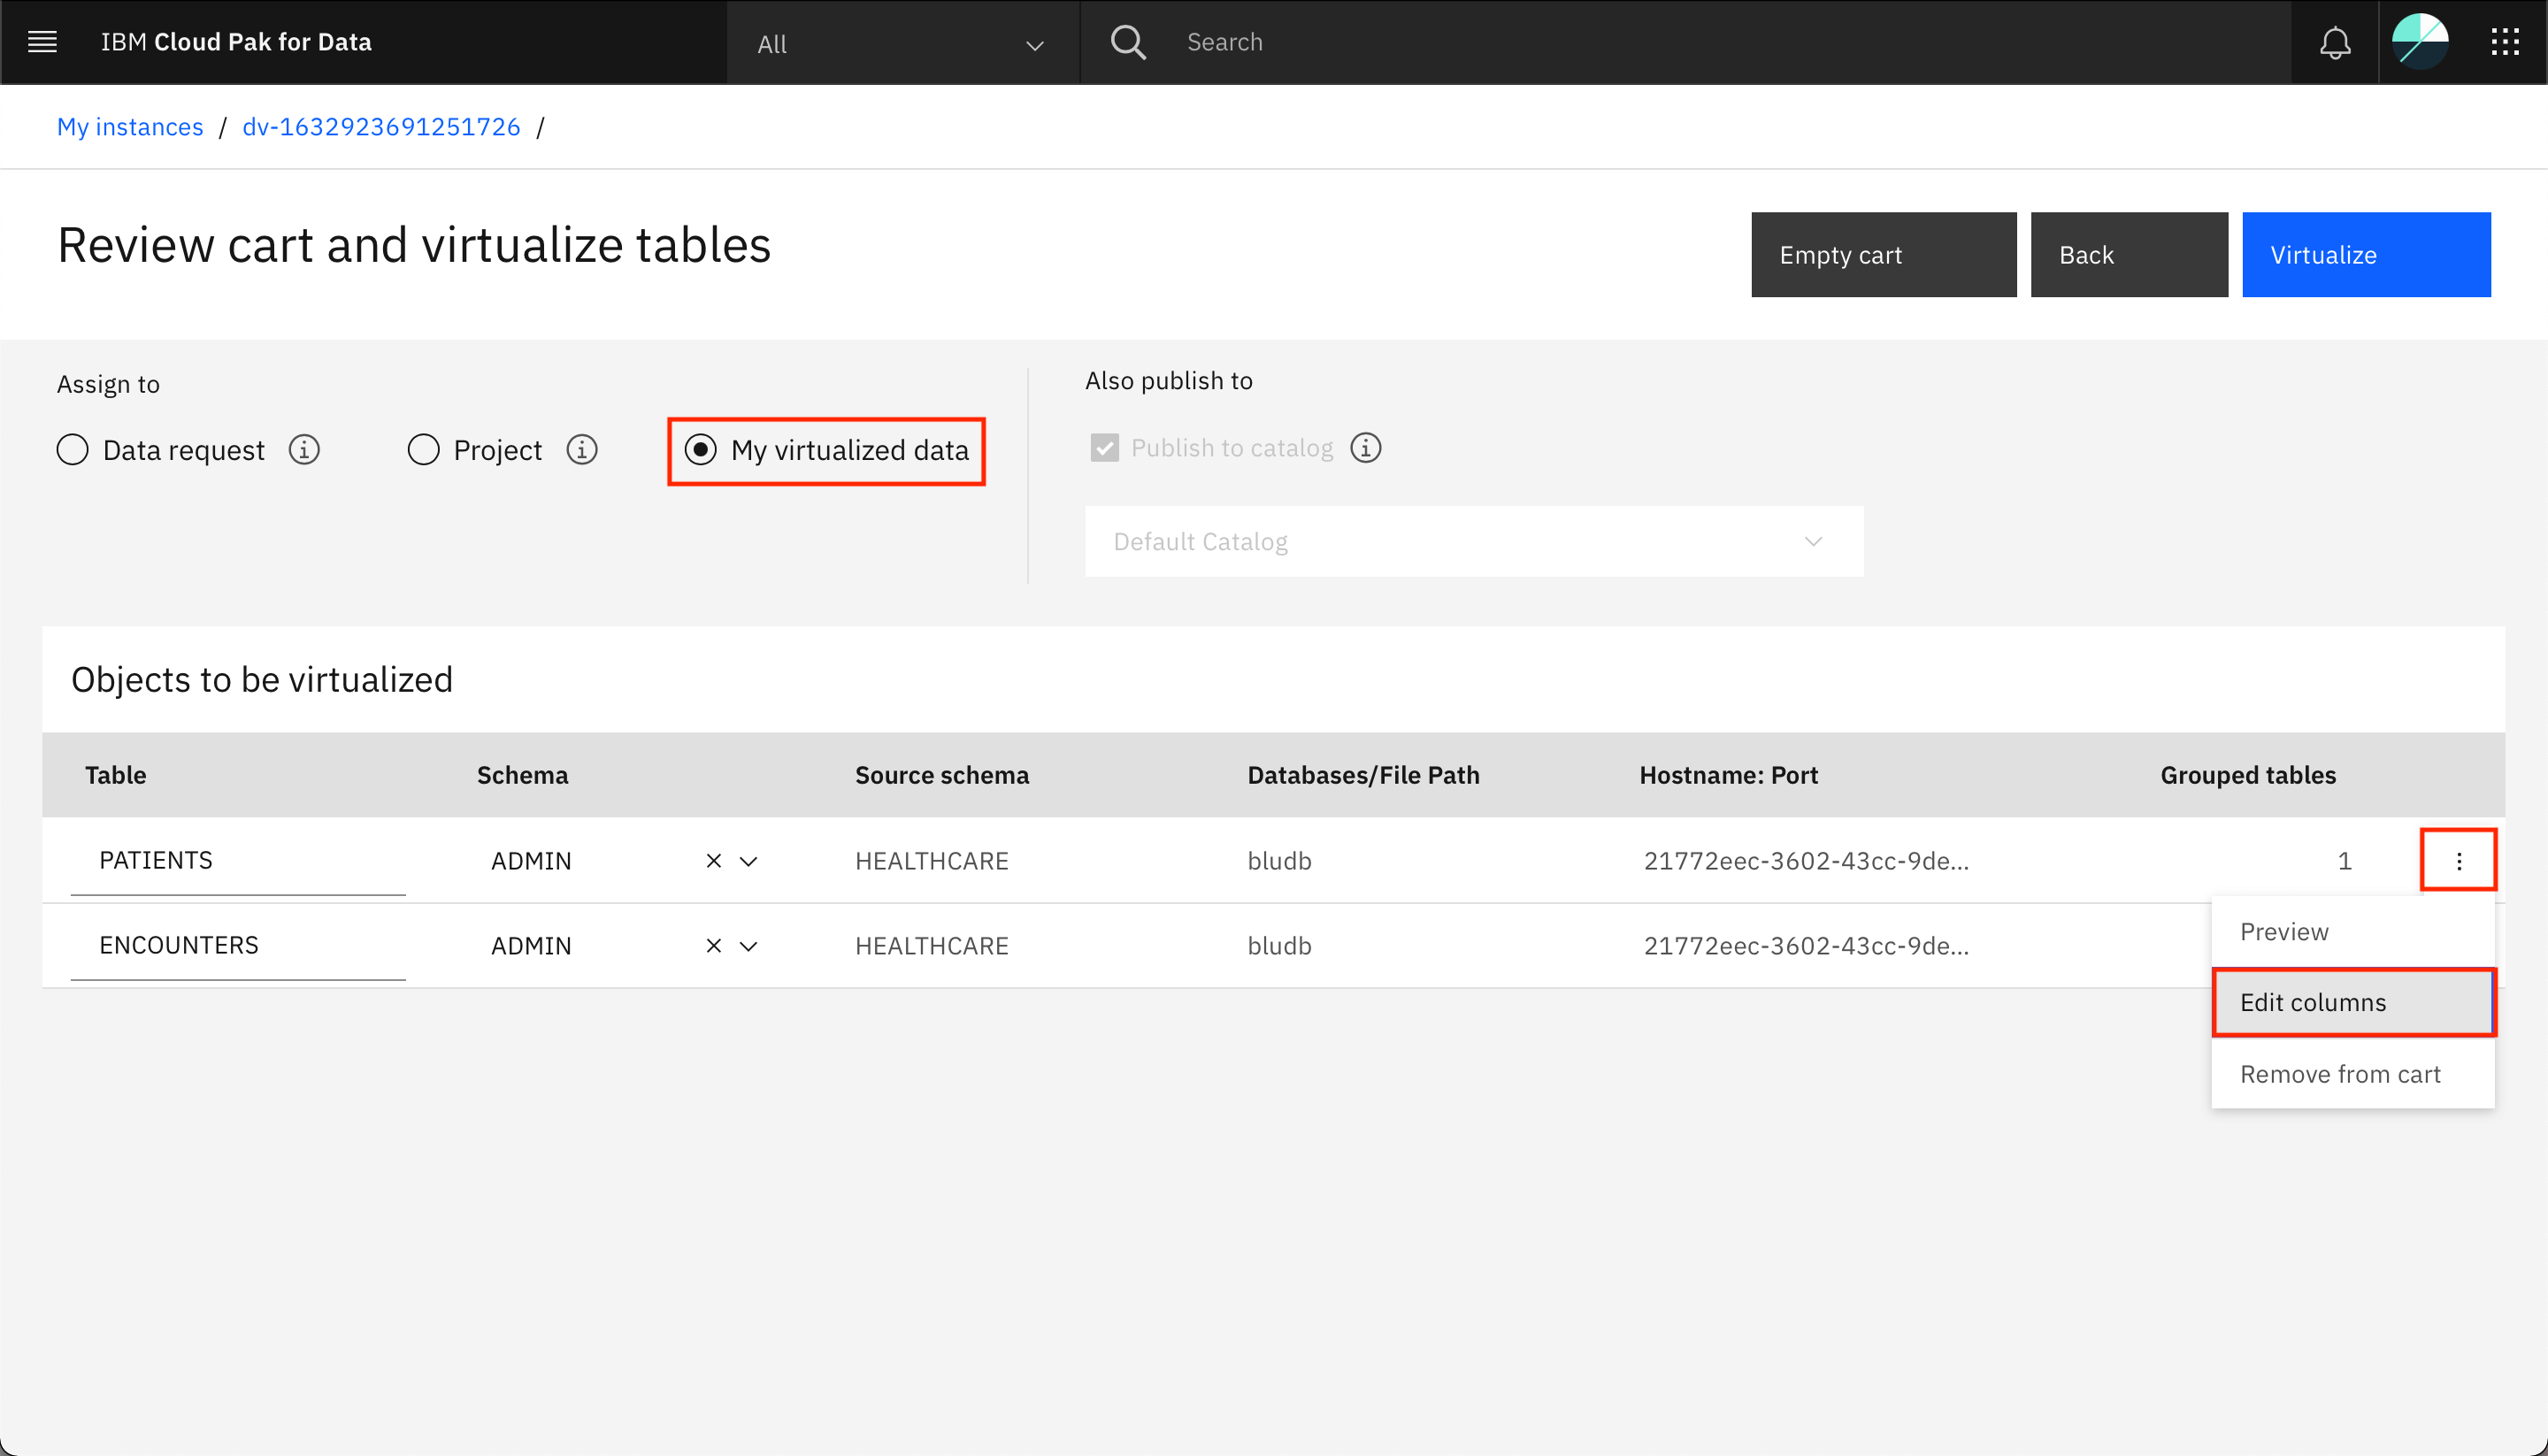 IBM Cloud Pak for Data
All
Search
My instances / dv-1632923691251726 /
Review cart and virtualize tables
Empty cart
Back
Virtualize
Assign to
Data request
Project
My virtualized data
Also publish to
Publish to catalog
Default Catalog
Objects to be virtualized
Table Schema Source schema Databases/File Path Hostname: Port Grouped tables
PATIENTS ADMIN HEALTHCARE bludb 21772eec-3602-43cc-9de... 1
ENCOUNTERS ADMIN HEALTHCARE bludb 21772eec-3602-43cc-9de...
Preview
Edit columns
Remove from cart